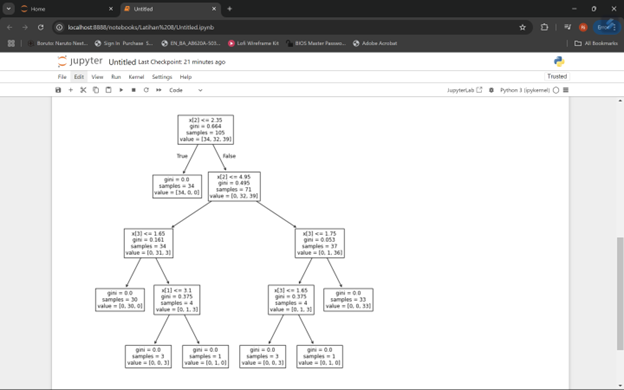 Home
Untitled
localhost:8888/notebooks/Latihan%208/Untitled.ipynb
Boruto Naruto Next...
Sign In Purchase S...
EN_BA_AB620A-S03...
Lofi Wireframe Kit
BIOS Master Passwo...
Adobe Acrobat
All Bookmarks
jupyter Untitled Last Checkpoint: 21 minutes ago
File Edit View Run Kernel Settings Help
Trusted
Code
JupyterLab
Python 3 (ipykernel)
x[2] <= 2.35
gini = 0.664
samples = 105
value = [34, 32, 39]
True
False
gini = 0.0
samples = 34
value = [34, 0, 0]
x[2] <= 4.95
gini = 0.495
samples = 71
value = [0, 32, 39]
x[3] <= 1.65
gini = 0.161
samples = 34
value = [0, 31, 3]
x[3] <= 1.75
gini = 0.053
samples = 37
value = [0, 1, 36]
gini = 0.0
samples = 30
value = [0, 30, 0]
x[1] <= 3.1
gini = 0.375
samples = 4
value = [0, 1, 3]
x[3] <= 1.65
gini = 0.375
samples = 4
value = [0, 1, 3]
gini = 0.0
samples = 33
value = [0, 0, 33]
gini = 0.0
samples = 3
value = [0, 0, 3]
gini = 0.0
samples = 1
value = [0, 1, 0]
gini = 0.0
samples = 3
value = [0, 0, 3]
gini = 0.0
samples = 1
value = [0, 1, 0]